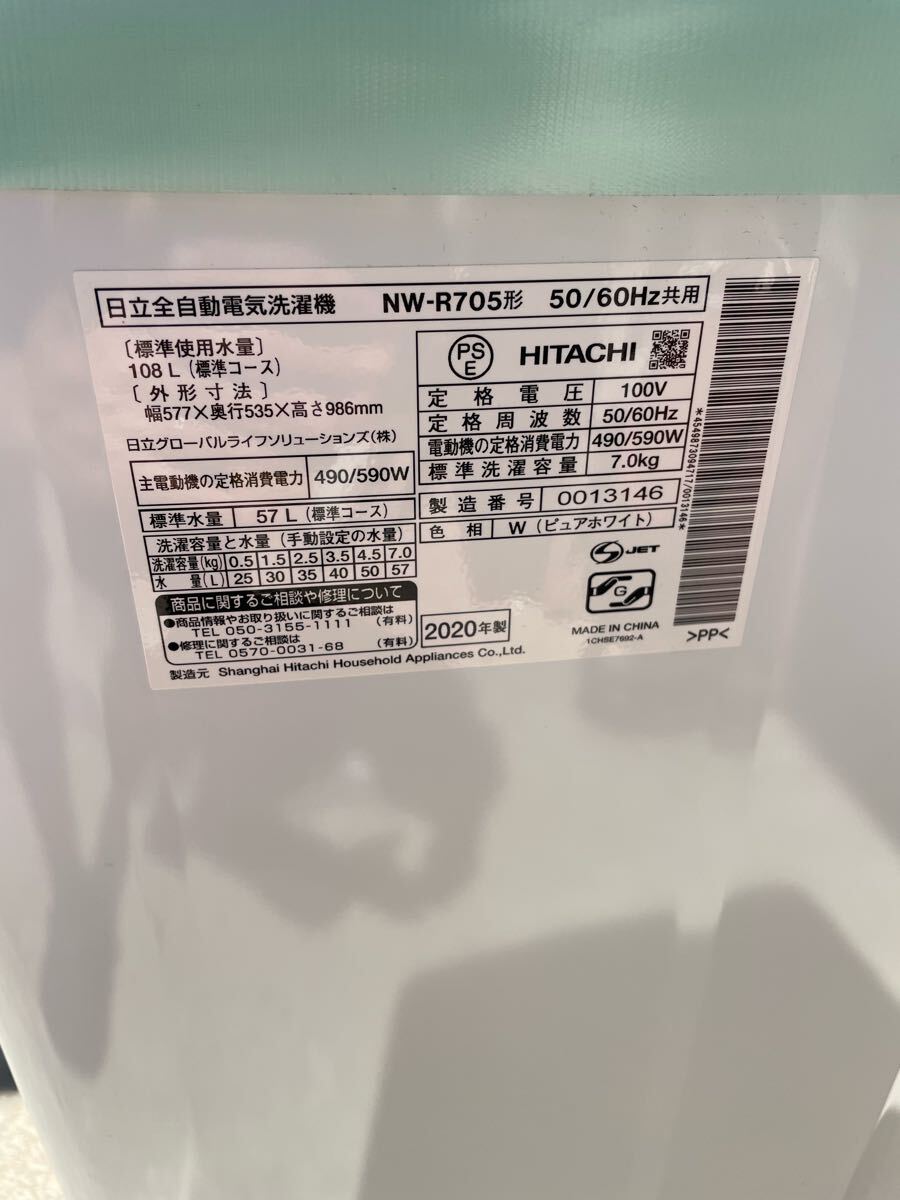 日立全自動電気洗濯機 NW-R705形 50/60Hz共用
〔標準使用水量〕
108 L (標準コース)
〔外形寸法〕
幅577×奥行535×高さ986mm
日立グローバルライフソリューションズ(株)
主電動機の定格消費電力 490/590W
標準水量 57 L (標準コース)
洗濯容量と水量 (手動設定の水量)
洗濯容量(kg) 0.5 1.5 2.5 3.5 4.5 7.0
水 量(L) 25 30 35 40 50 57
商品に関するご相談や修理について
●商品情報やお取り扱いに関するご相談は
TEL 050-3155-1111 (有料)
●修理に関するご相談は
TEL 0570-0031-68 (有料)
製造元 Shanghai Hitachi Household Appliances Co.,Ltd.
2020年製
PS
E
HITACHI
定格電圧 100V
定格周波数 50/60Hz
電動機の定格消費電力 490/590W
標準洗濯容量 7.0kg
製造番号 0013146
色相 W (ピュアホワイト)
JET
G
MADE IN CHINA
1CHSE7692-A
*4549873094717/0013146*
>PP<